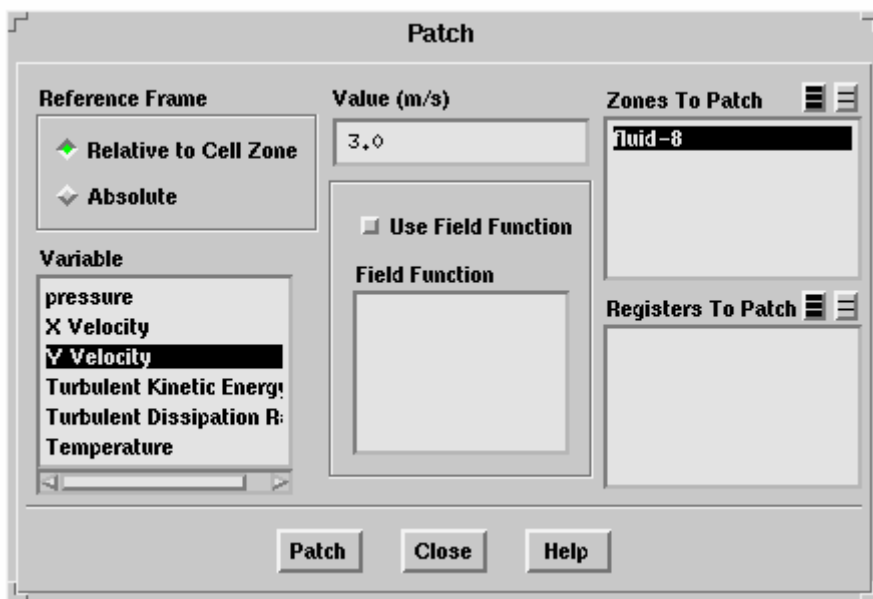 Patch
Reference Frame
Relative to Cell Zone
Absolute
Variable
pressure
X Velocity
Y Velocity
Turbulent Kinetic Energy
Turbulent Dissipation Ra
Temperature
Value (m/s)
3.0
Use Field Function
Field Function
Zones To Patch
fluid-8
Registers To Patch
Patch Close Help